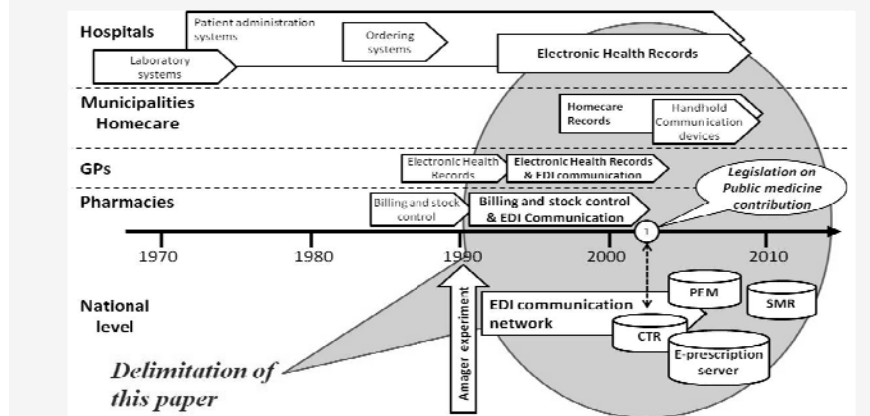 Hospitals
Patient administration
systems
Ordering
systems
Laboratory
systems
Electronic Health Records
Municipalities
Homecare
Homecare
Records
Handhold
Communication
devices
GPs
Electronic Health
Records
Electronic Health Records
& EDI communication
Legislation on
Public medicine
contribution
Pharmacies
Billing and stock
control
Billing and stock control
& EDI Communication
1
1970
1980
1990
2000
2010
National
level
Amager experiment
EDI communication
network
PEM
SMR
CTR
E-prescription
server
Delimitation of
this paper